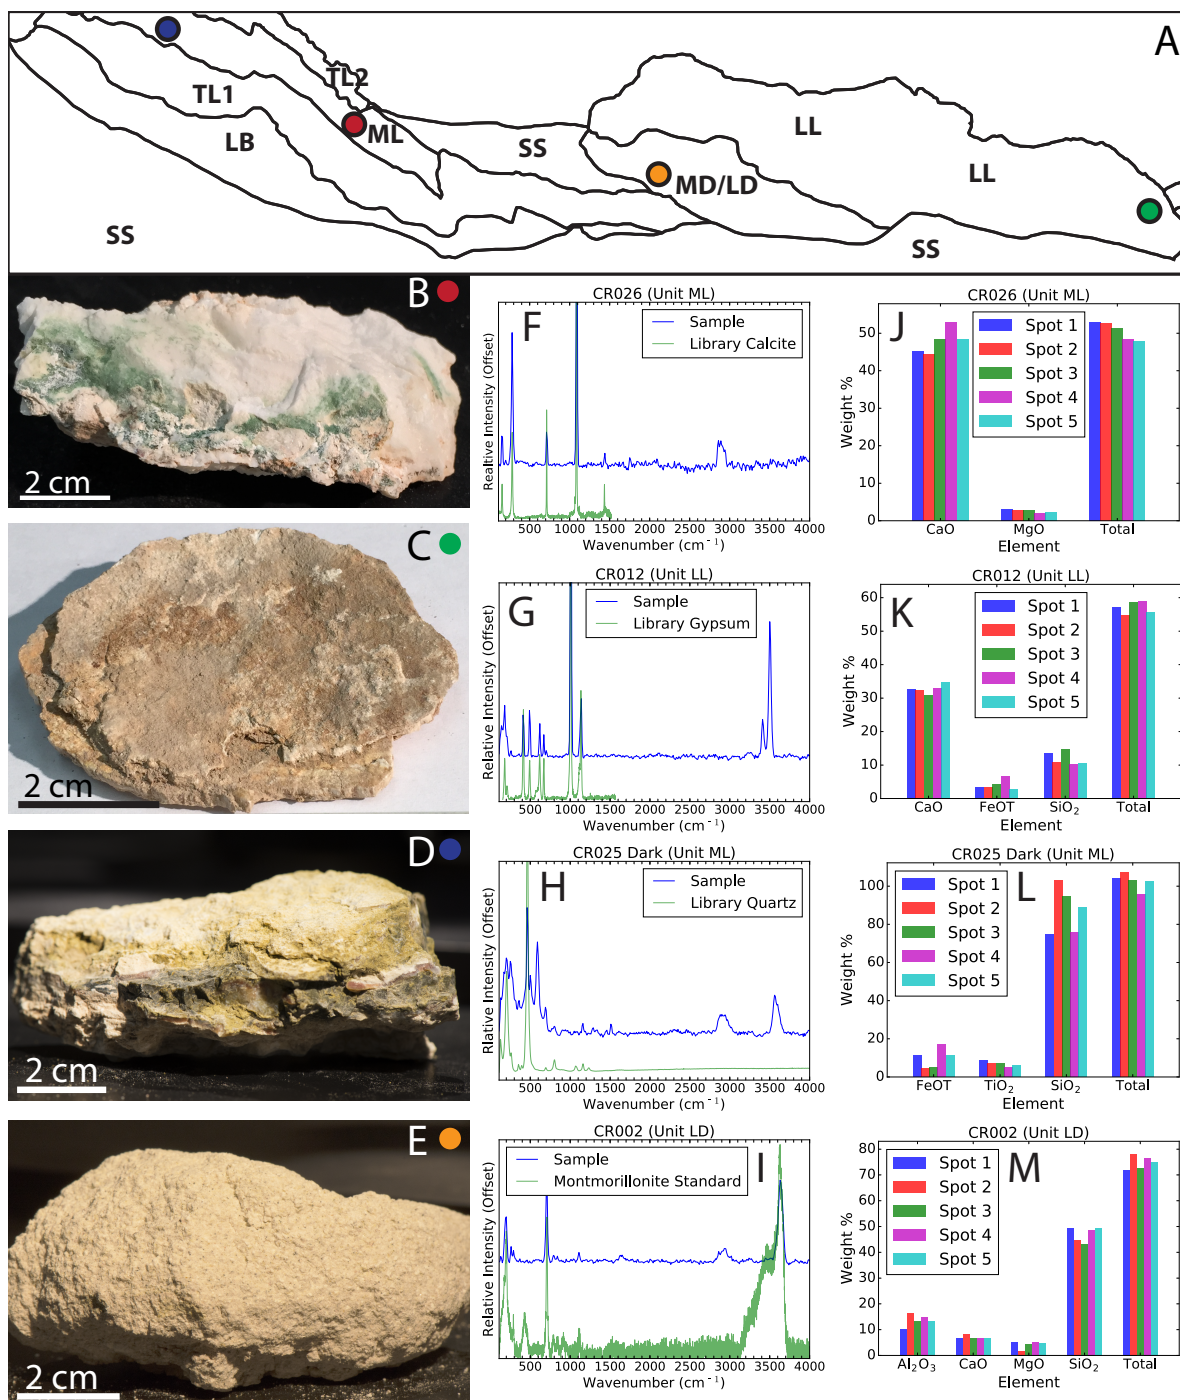 A
TL2
TL1
ML
LL
LB
SS
LL
MD/LD
SS
SS
B
2 cm
C
2 cm
D
2 cm
E
2 cm
CR026 (Unit ML)
F
Sample
Library Calcite
Realtive Intensity (Offset)
500 1000 1500 2000 2500 3000 3500 4000
Wavenumber (cm⁻¹)
CR026 (Unit ML)
J
Spot 1
Spot 2
Spot 3
Spot 4
Spot 5
Weight %
50
40
30
20
10
0
CaO MgO Total
Element
CR012 (Unit LL)
G
Sample
Library Gypsum
Relative Intensity (Offset)
500 1000 1500 2000 2500 3000 3500 4000
Wavenumber (cm⁻¹)
CR012 (Unit LL)
K
Spot 1
Spot 2
Spot 3
Spot 4
Spot 5
Weight %
60
50
40
30
20
10
0
CaO FeOT SiO₂ Total
Element
CR025 Dark (Unit ML)
H
Sample
Library Quartz
Rlative Intensity (Offset)
500 1000 1500 2000 2500 3000 3500 4000
Wavenumber (cm⁻¹)
CR025 Dark (Unit ML)
L
Spot 1
Spot 2
Spot 3
Spot 4
Spot 5
Weight %
100
80
60
40
20
0
FeOT TiO₂ SiO₂ Total
Element
CR002 (Unit LD)
I
Sample
Montmorillonite Standard
Relative Intensity (Offset)
500 1000 1500 2000 2500 3000 3500 4000
Wavenumber (cm⁻¹)
CR002 (Unit LD)
M
Spot 1
Spot 2
Spot 3
Spot 4
Spot 5
Weight %
80
70
60
50
40
30
20
10
0
Al₂O₃ CaO MgO SiO₂ Total
Element